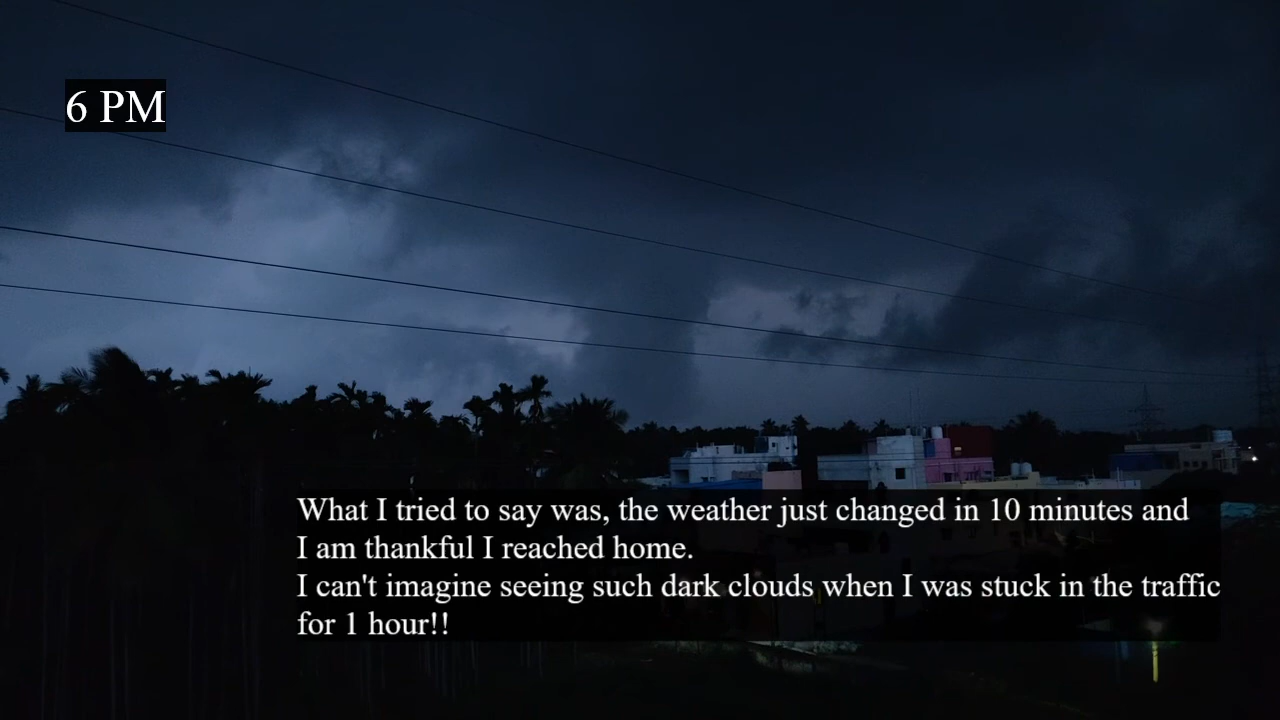 6 PM
What I tried to say was, the weather just changed in 10 minutes and
I am thankful I reached home.
I can't imagine seeing such dark clouds when I was stuck in the traffic
for 1 hour!!